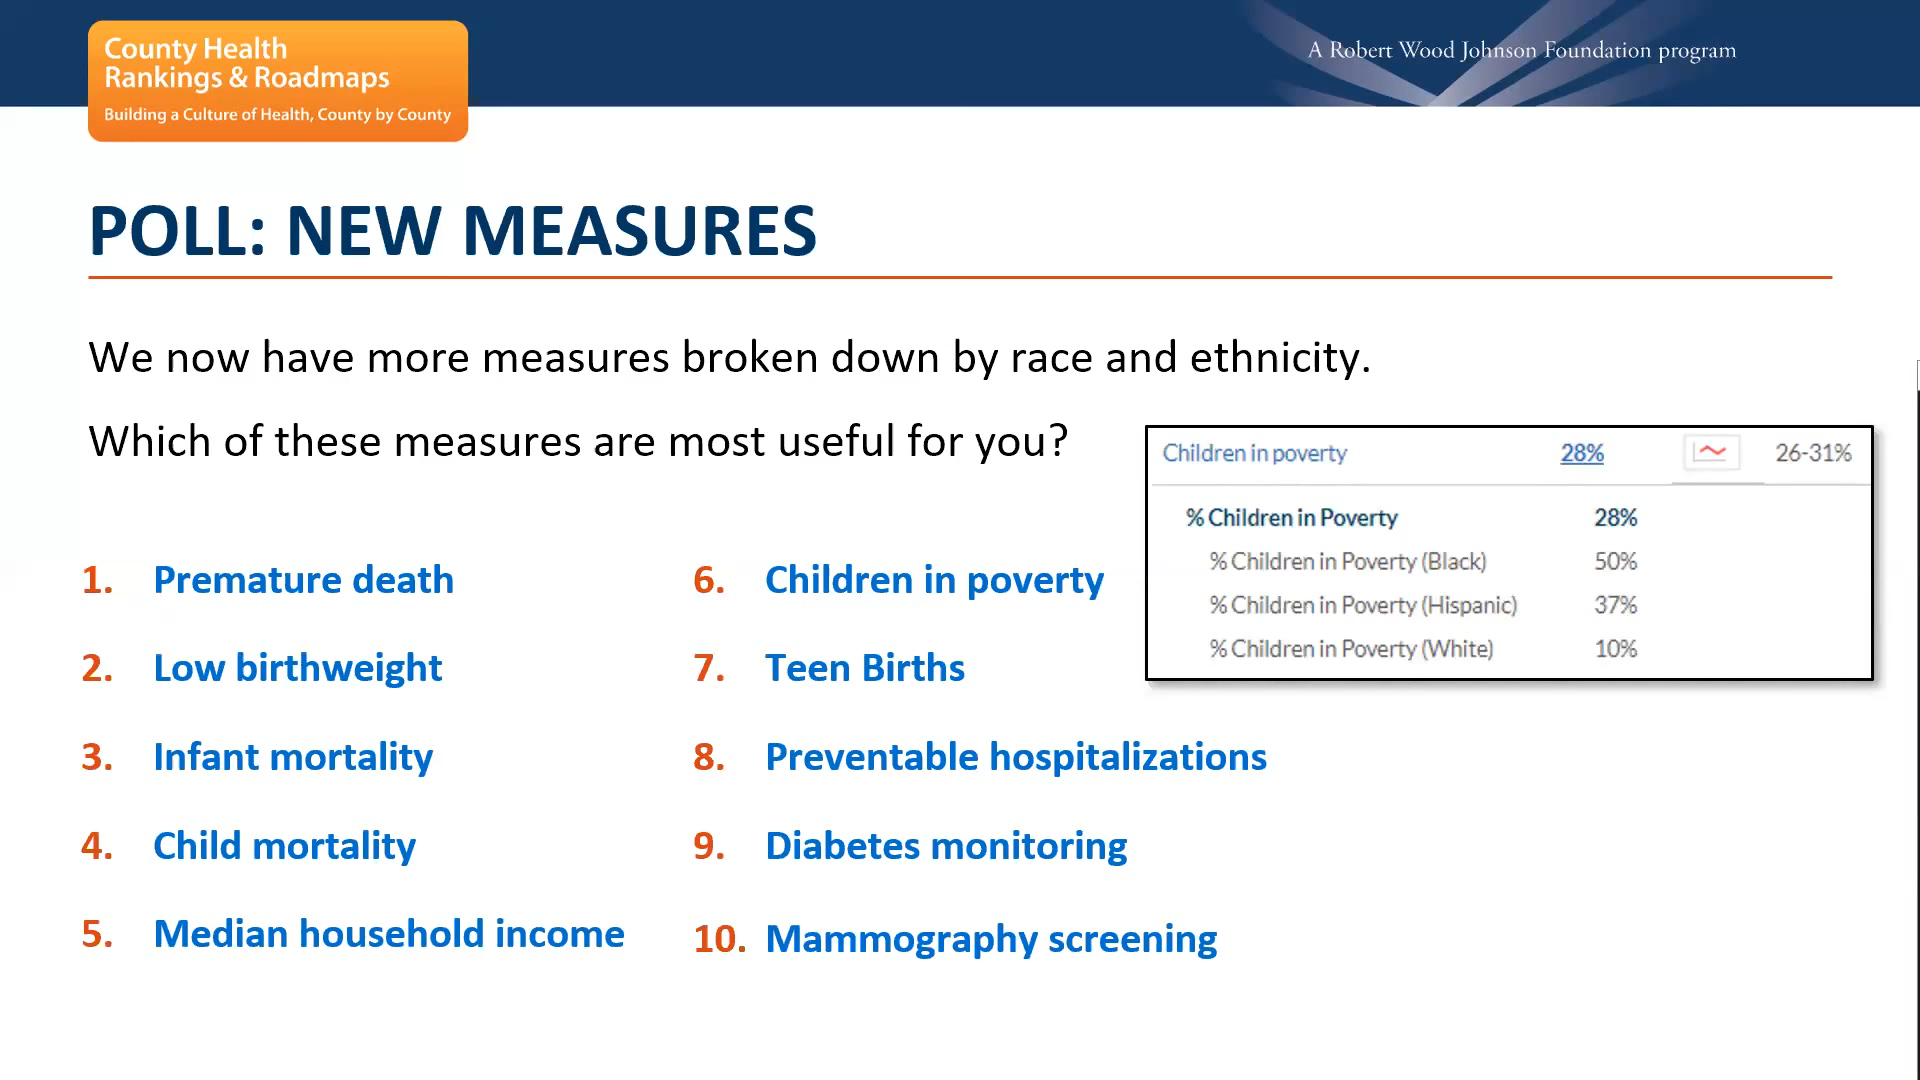 County Health
Rankings & Roadmaps
Building a Culture of Health, County by County
A Robert Wood Johnson Foundation program
POLL: NEW MEASURES
We now have more measures broken down by race and ethnicity.
Which of these measures are most useful for you?
1. Premature death
2. Low birthweight
3. Infant mortality
4. Child mortality
5. Median household income
6. Children in poverty
7. Teen Births
8. Preventable hospitalizations
9. Diabetes monitoring
10. Mammography screening
Children in poverty 28% 26-31%
% Children in Poverty 28%
% Children in Poverty (Black) 50%
% Children in Poverty (Hispanic) 37%
% Children in Poverty (White) 10%